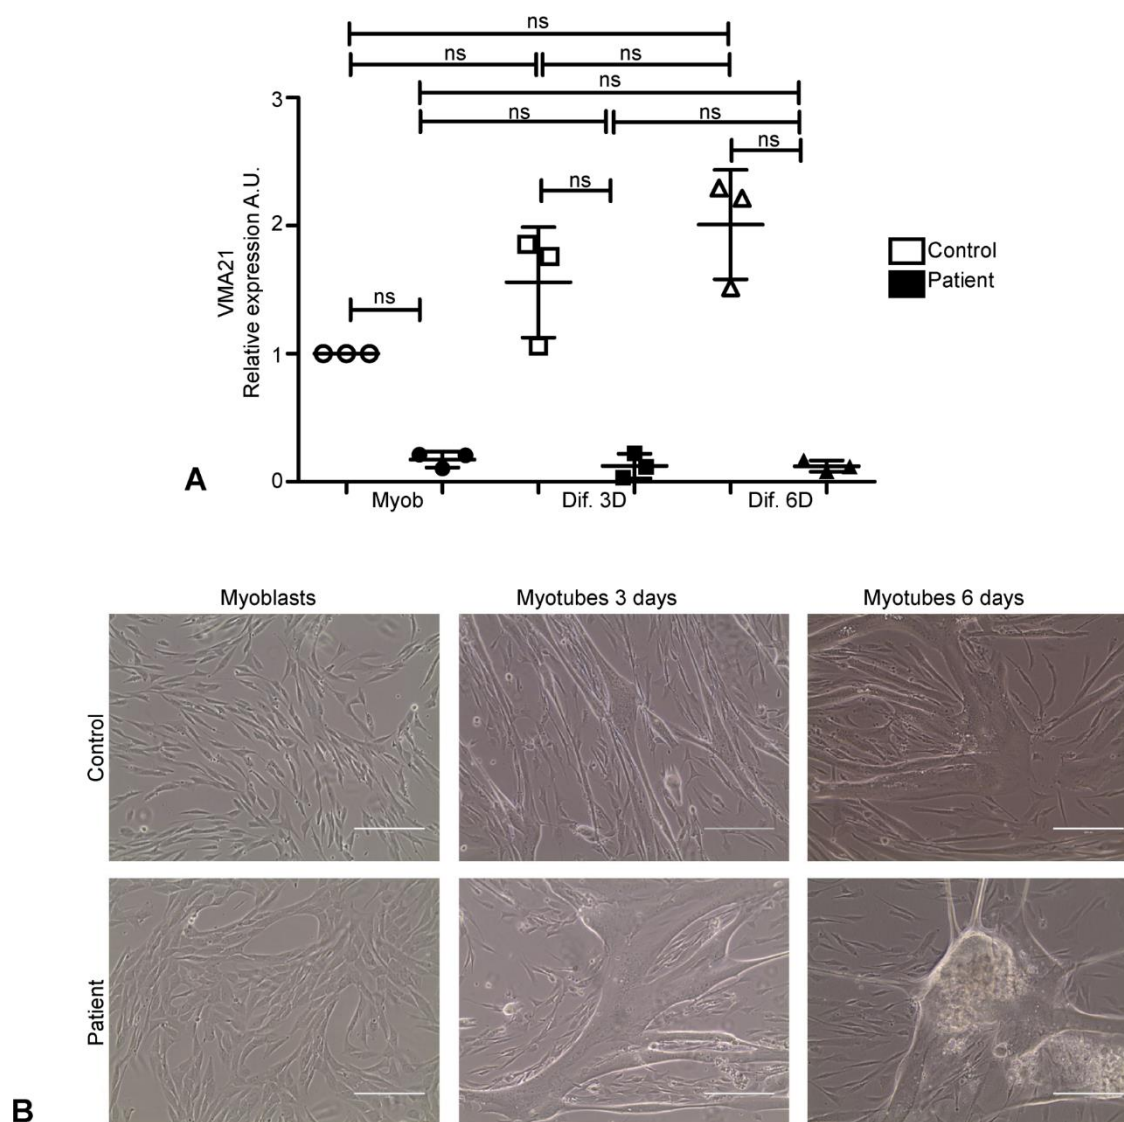 ns
ns ns
ns
ns ns
ns
ns
ns
3
2
1
0
VMA21
Relative expression A.U.
Control
Patient
A
Myob Dif. 3D Dif. 6D
Myoblasts Myotubes 3 days Myotubes 6 days
Control
Patient
B